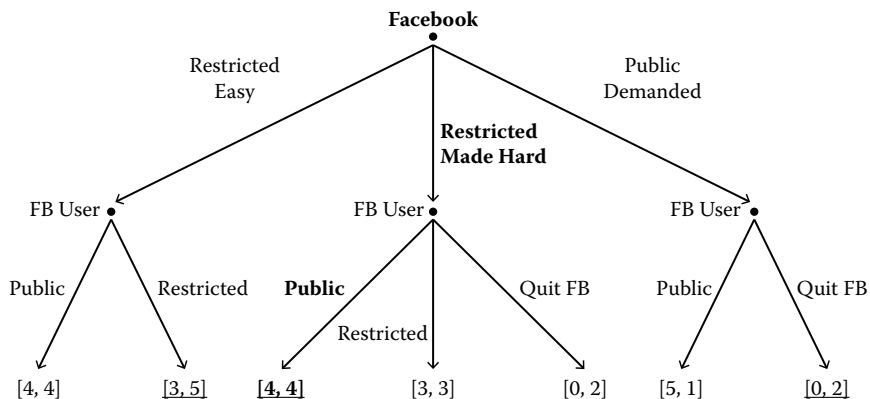 Facebook
Restricted
Easy
Public
Demanded
Restricted
Made Hard
FB User
FB User
FB User
Public
Restricted
Public
Restricted
Quit FB
Public
Quit FB
[4, 4]
[3, 5]
[4, 4]
[3, 3]
[0, 2]
[5, 1]
[0, 2]